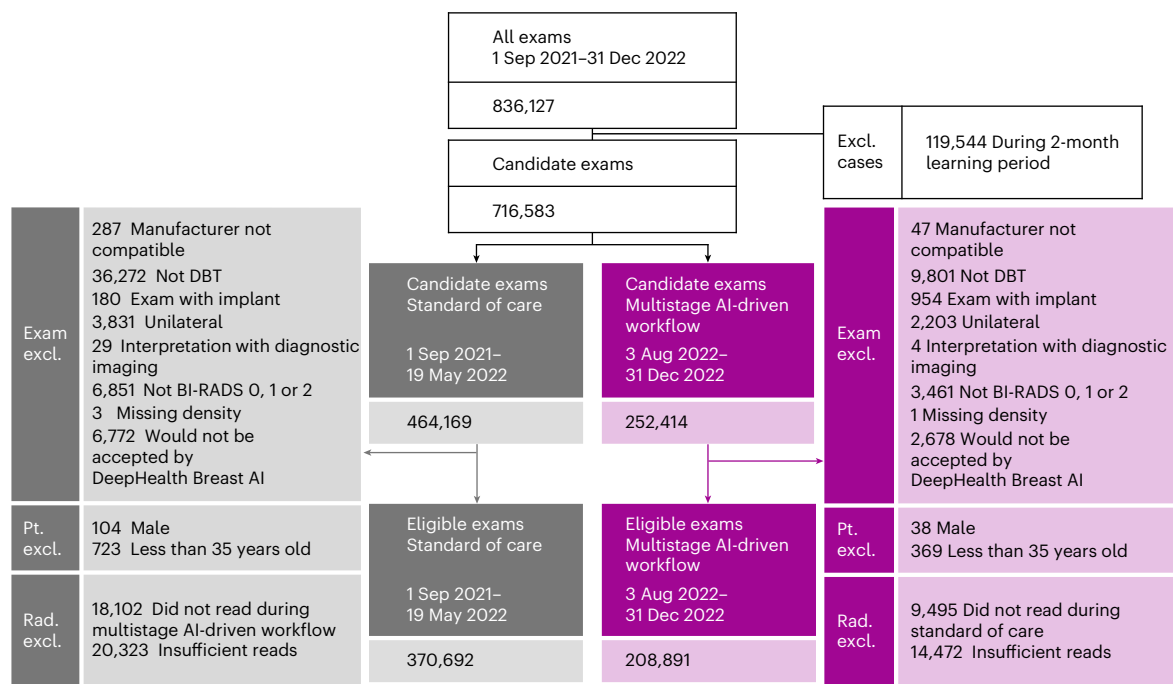 All exams
1 Sep 2021–31 Dec 2022
836,127
Excl.
cases
119,544 During 2-month
learning period
Candidate exams
716,583
Exam
excl.
287 Manufacturer not
compatible
36,272 Not DBT
180 Exam with implant
3,831 Unilateral
29 Interpretation with diagnostic
imaging
6,851 Not BI-RADS 0, 1 or 2
3 Missing density
6,772 Would not be
accepted by
DeepHealth Breast AI
Candidate exams
Standard of care
1 Sep 2021–
19 May 2022
464,169
Candidate exams
Multistage AI-driven
workflow
3 Aug 2022–
31 Dec 2022
252,414
Exam
excl.
47 Manufacturer not
compatible
9,801 Not DBT
954 Exam with implant
2,203 Unilateral
4 Interpretation with diagnostic
imaging
3,461 Not BI-RADS 0, 1 or 2
1 Missing density
2,678 Would not be
accepted by
DeepHealth Breast AI
Pt.
excl.
104 Male
723 Less than 35 years old
Rad.
excl.
18,102 Did not read during
multistage AI-driven workflow
20,323 Insufficient reads
Eligible exams
Standard of care
1 Sep 2021–
19 May 2022
370,692
Eligible exams
Multistage AI-driven
workflow
3 Aug 2022–
31 Dec 2022
208,891
Pt.
excl.
38 Male
369 Less than 35 years old
Rad.
excl.
9,495 Did not read during
standard of care
14,472 Insufficient reads